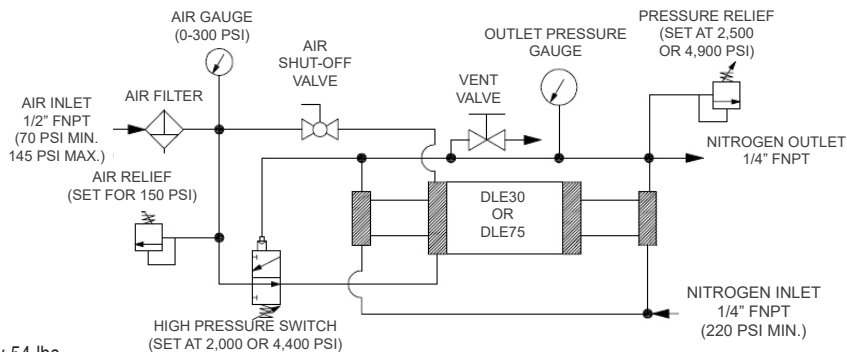 AIR GAUGE
(0-300 PSI)
AIR
SHUT-OFF
VALVE
OUTLET PRESSURE
GAUGE
PRESSURE RELIEF
(SET AT 2,500
OR 4,900 PSI)
VENT
VALVE
AIR INLET
1/2" FNPT
(70 PSI MIN.
145 PSI MAX.)
AIR FILTER
NITROGEN OUTLET
1/4" FNPT
AIR RELIEF
(SET FOR 150 PSI)
DLE30
OR
DLE75
NITROGEN INLET
1/4" FNPT
(220 PSI MIN.)
HIGH PRESSURE SWITCH
(SET AT 2,000 OR 4,400 PSI)
54 lbs